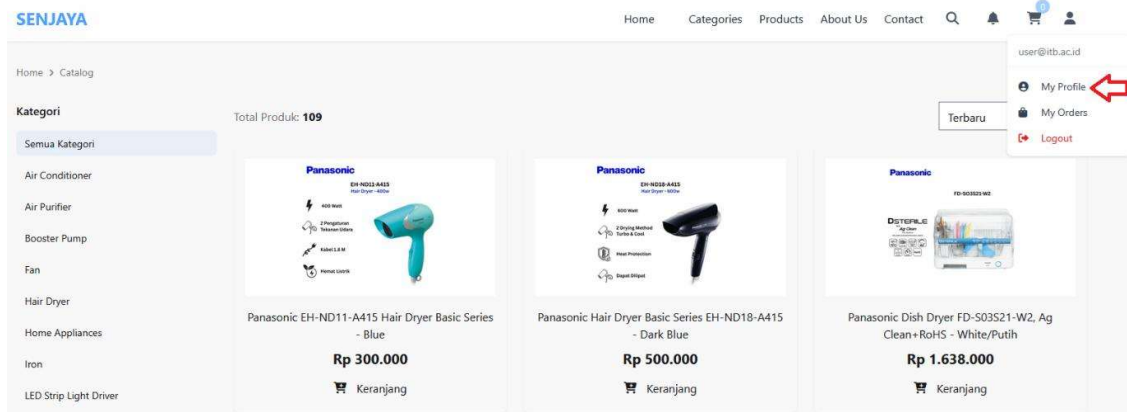 SENJAYA
Home Categories Products About Us Contact
0
user@itb.ac.id
My Profile
My Orders
Logout
Home > Catalog
Kategori
Semua Kategori
Air Conditioner
Air Purifier
Booster Pump
Fan
Hair Dryer
Home Appliances
Iron
LED Strip Light Driver
Total Produk: 109
Terbaru
Panasonic
EH-ND11-A415
Hair Dryer - 400w
400 Watt
2 Pengaturan
Tekanan Udara
Kabel 1.8 M
Hemat Listrik
Panasonic EH-ND11-A415 Hair Dryer Basic Series
- Blue
Rp 300.000
Keranjang
Panasonic
EH-ND18-A415
Hair Dryer - 600w
600 Watt
2 Drying Method
Turbo & Cool
Heat Protection
Dapat Dilipat
Panasonic Hair Dryer Basic Series EH-ND18-A415
- Dark Blue
Rp 500.000
Keranjang
Panasonic
FD-S03S21-W2
DSTERILE
Ag Clean
Panasonic Dish Dryer FD-S03S21-W2, Ag
Clean+RoHS - White/Putih
Rp 1.638.000
Keranjang